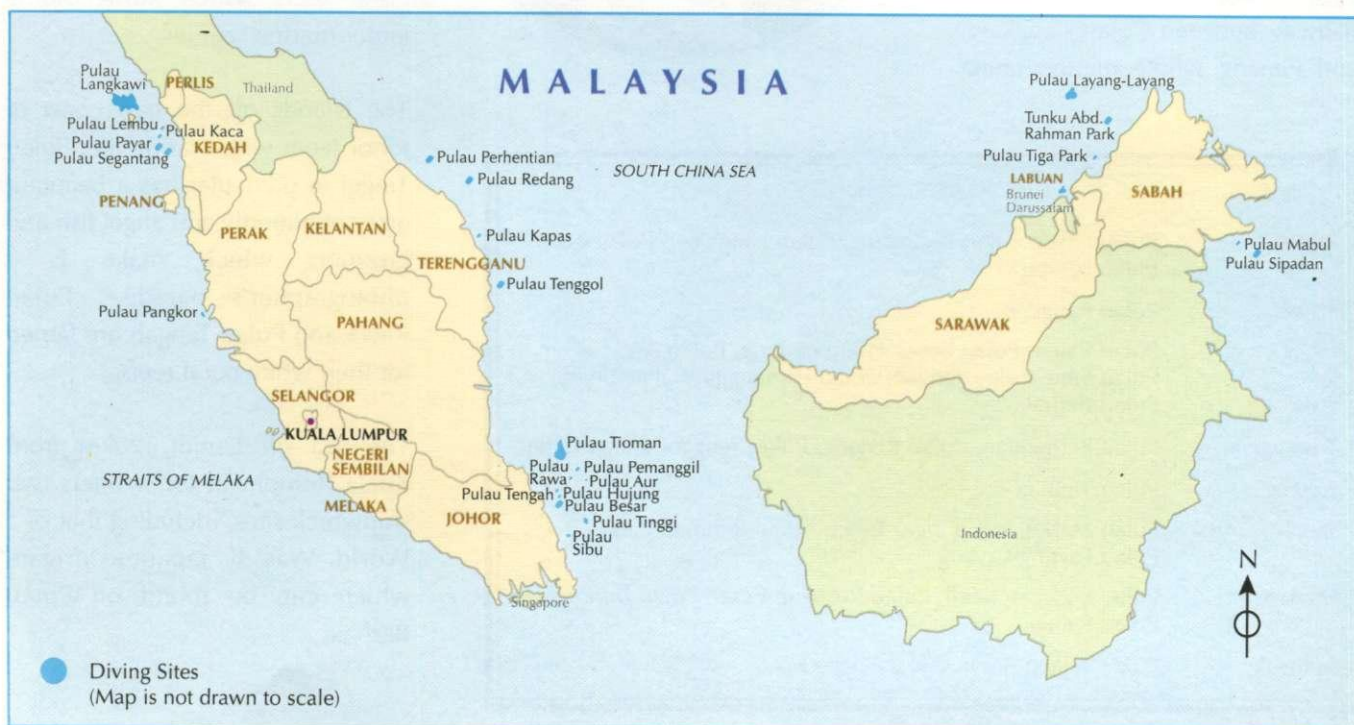 MALAYSIA
Pulau
Langkawi
PERLIS
Thailand
Pulau Lembu
Pulau Kaca
Pulau Payar
KEDAH
Pulau Segantang
PENANG
PERAK
KELANTAN
TERENGGANU
Pulau Perhentian
Pulau Redang
Pulau Kapas
Pulau Tenggol
SOUTH CHINA SEA
Pulau Pangkor
PAHANG
SELANGOR
KUALA LUMPUR
NEGERI
SEMBILAN
STRAITS OF MELAKA
MELAKA
JOHOR
Pulau Tioman
Pulau
Rawa
Pulau Pemanggil
Pulau Aur
Pulau Tengah
Pulau Hujung
Pulau Besar
Pulau Tinggi
Pulau
Sibu
Singapore
Pulau Layang-Layang
Tunku Abd.
Rahman Park
Pulau Tiga Park
LABUAN
Brunei
Darussalam
SABAH
Pulau Mabul
Pulau Sipadan
SARAWAK
Indonesia
N
Diving Sites
(Map is not drawn to scale)